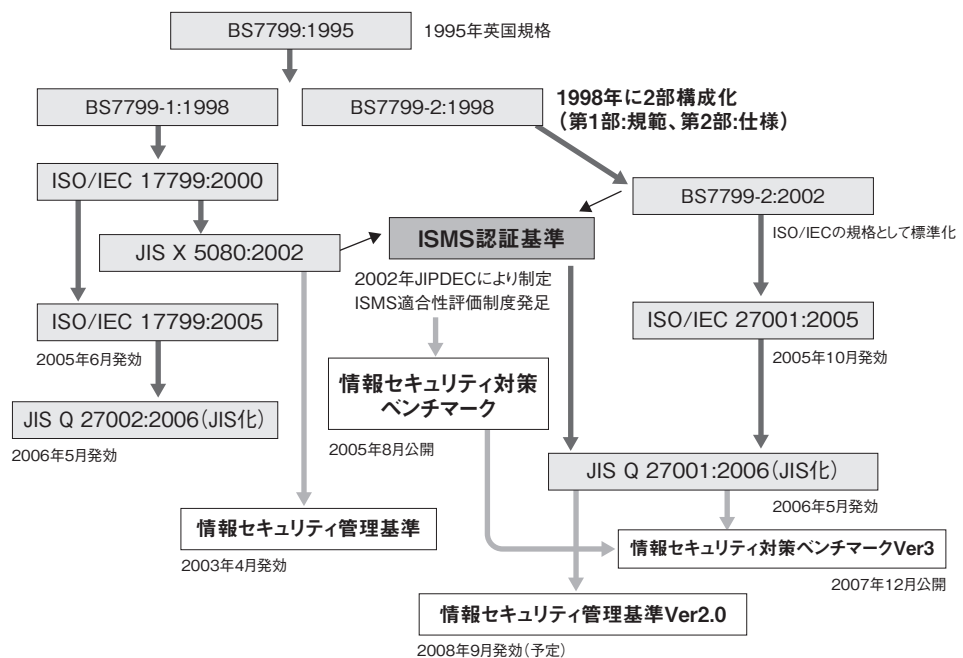 BS7799:1995
1995年英国規格
BS7799-1:1998
BS7799-2:1998
1998年に2部構成化
(第1部:規範、第2部:仕様)
ISO/IEC 17799:2000
BS7799-2:2002
ISO/IECの規格として標準化
JIS X 5080:2002
ISMS認証基準
2002年JIPDECにより制定
ISMS適合性評価制度発足
ISO/IEC 17799:2005
2005年6月発効
ISO/IEC 27001:2005
2005年10月発効
情報セキュリティ対策
ベンチマーク
2005年8月公開
JIS Q 27002:2006(JIS化)
2006年5月発効
JIS Q 27001:2006(JIS化)
2006年5月発効
情報セキュリティ管理基準
2003年4月発効
情報セキュリティ対策ベンチマークVer3
2007年12月公開
情報セキュリティ管理基準Ver2.0
2008年9月発効(予定)